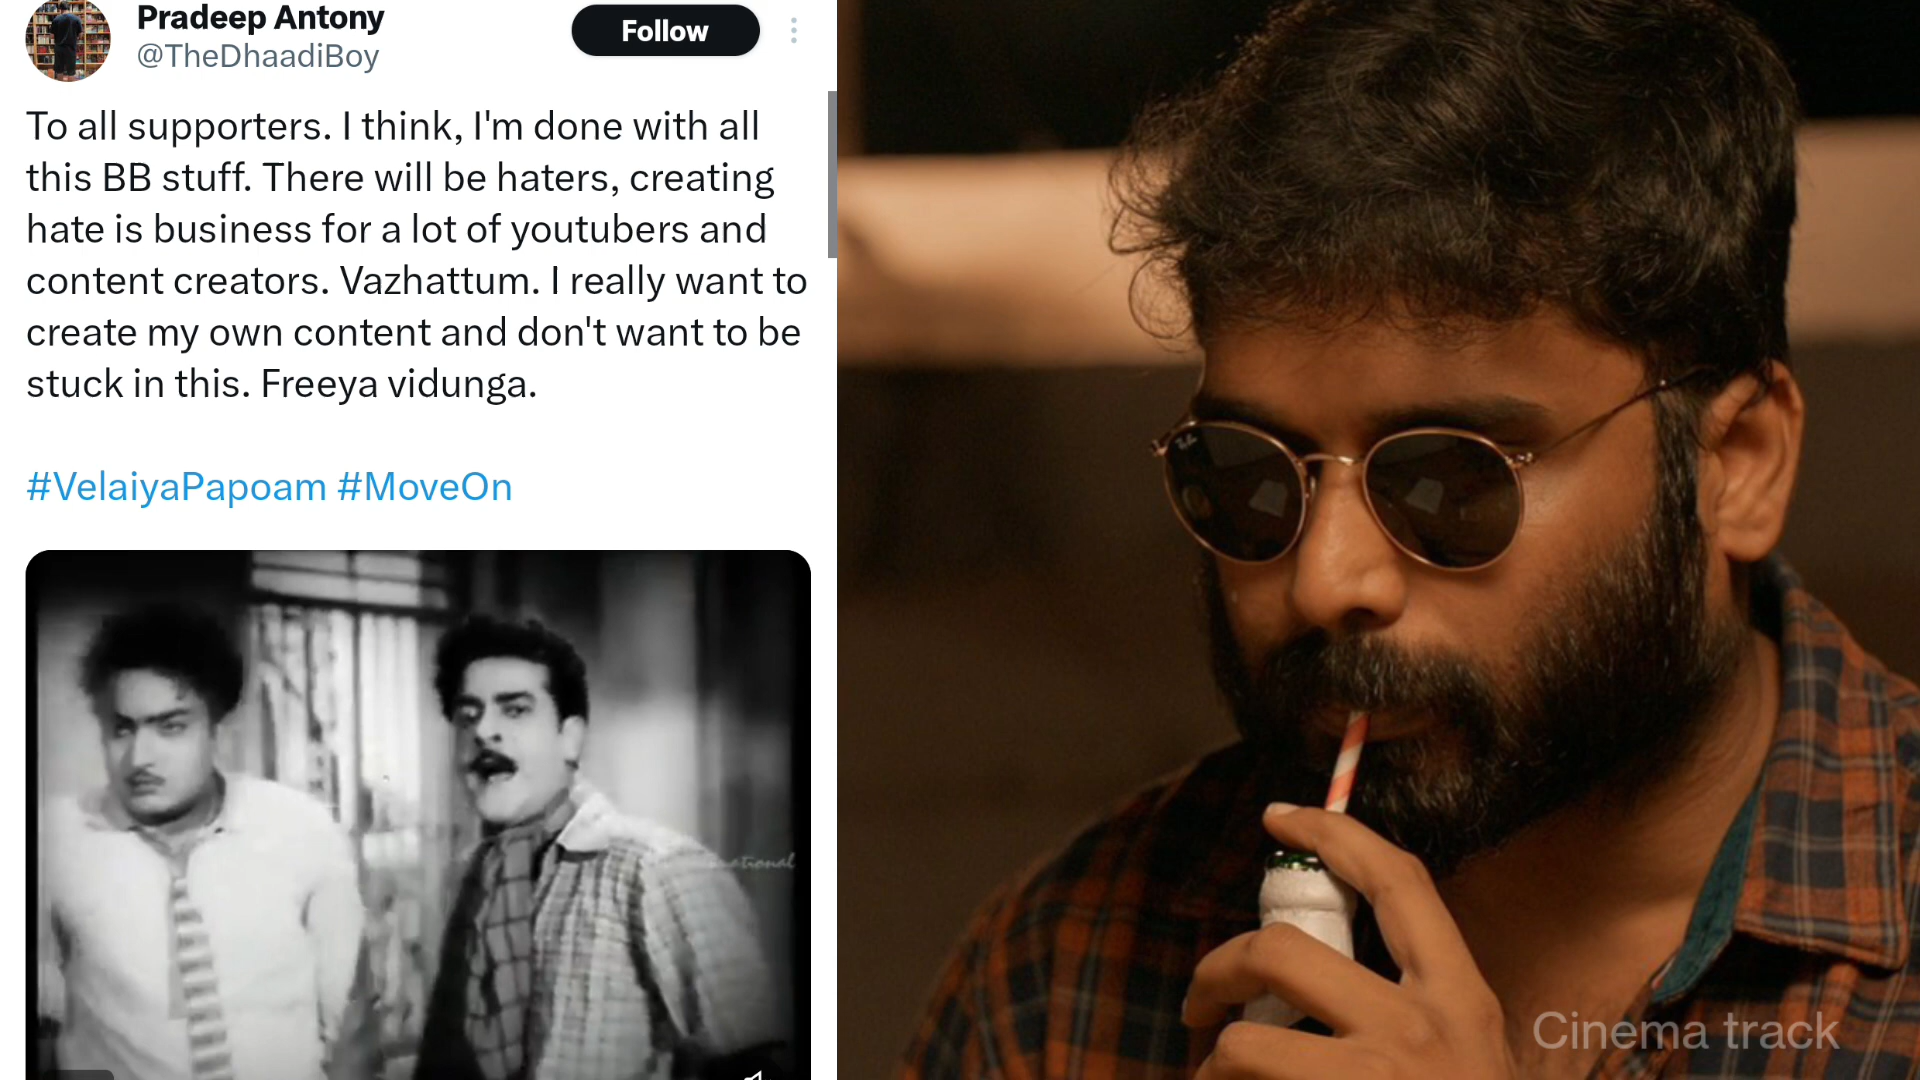 Pradeep Antony
@TheDhaadiBoy
Follow
To all supporters. I think, I'm done with all
this BB stuff. There will be haters, creating
hate is business for a lot of youtubers and
content creators. Vazhattum. I really want to
create my own content and don't want to be
stuck in this. Freeya vidunga.
#VelaiyaPapoam #MoveOn
Ray-Ban
Cinema track